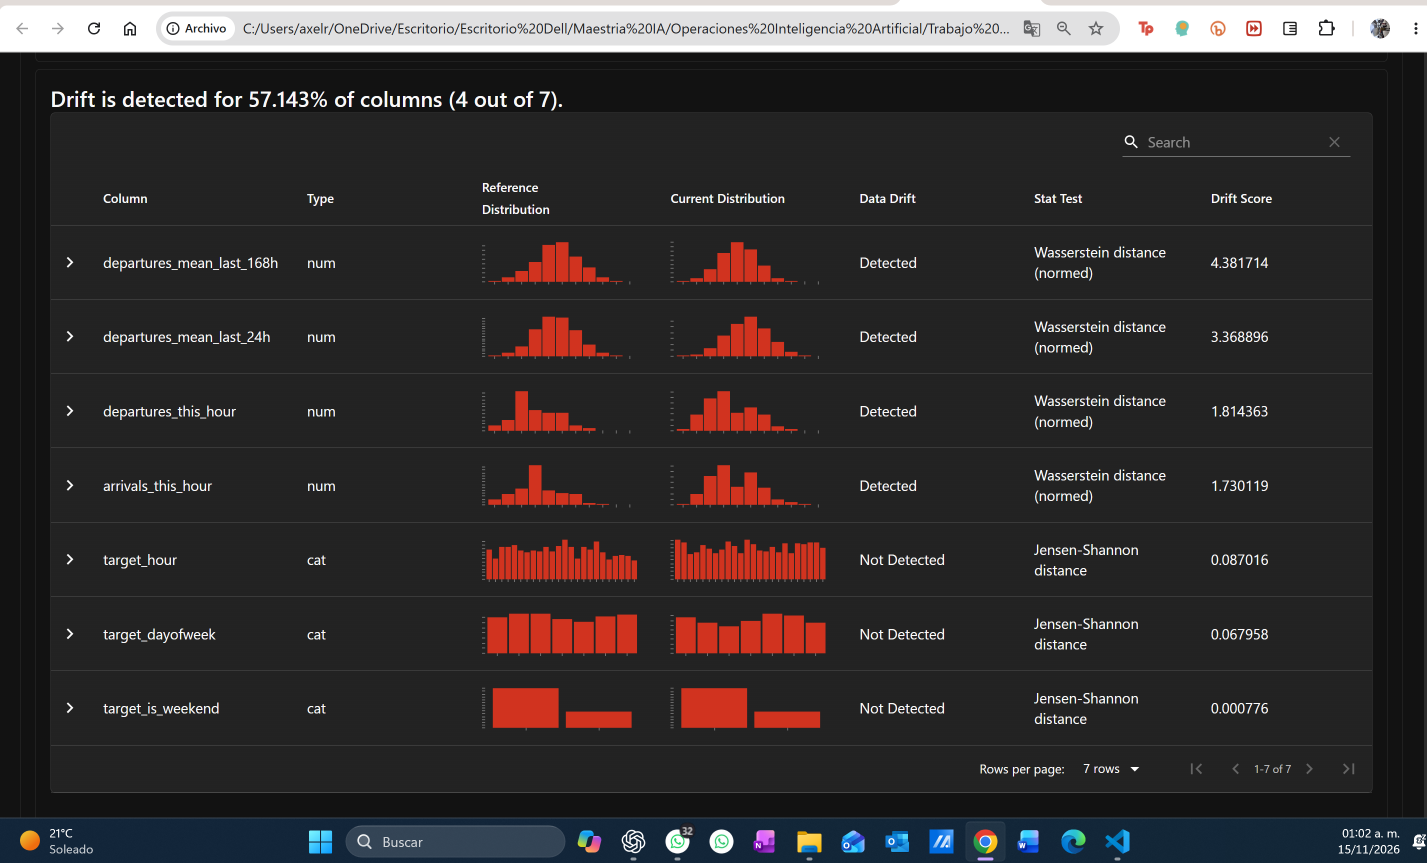 Archivo
C:/Users/axelr/OneDrive/Escritorio/Escritorio%20Dell/Maestria%20IA/Operaciones%20Inteligencia%20Artificial/Trabajo%20...
Tp
Drift is detected for 57.143% of columns (4 out of 7).
Search
Column Type Reference Distribution Current Distribution Data Drift Stat Test Drift Score
departures_mean_last_168h num Detected Wasserstein distance (normed) 4.381714
departures_mean_last_24h num Detected Wasserstein distance (normed) 3.368896
departures_this_hour num Detected Wasserstein distance (normed) 1.814363
arrivals_this_hour num Detected Wasserstein distance (normed) 1.730119
target_hour cat Not Detected Jensen-Shannon distance 0.087016
target_dayofweek cat Not Detected Jensen-Shannon distance 0.067958
target_is_weekend cat Not Detected Jensen-Shannon distance 0.000776
Rows per page: 7 rows 1-7 of 7
21°C
Soleado
Buscar
32
01:02 a. m.
15/11/2026